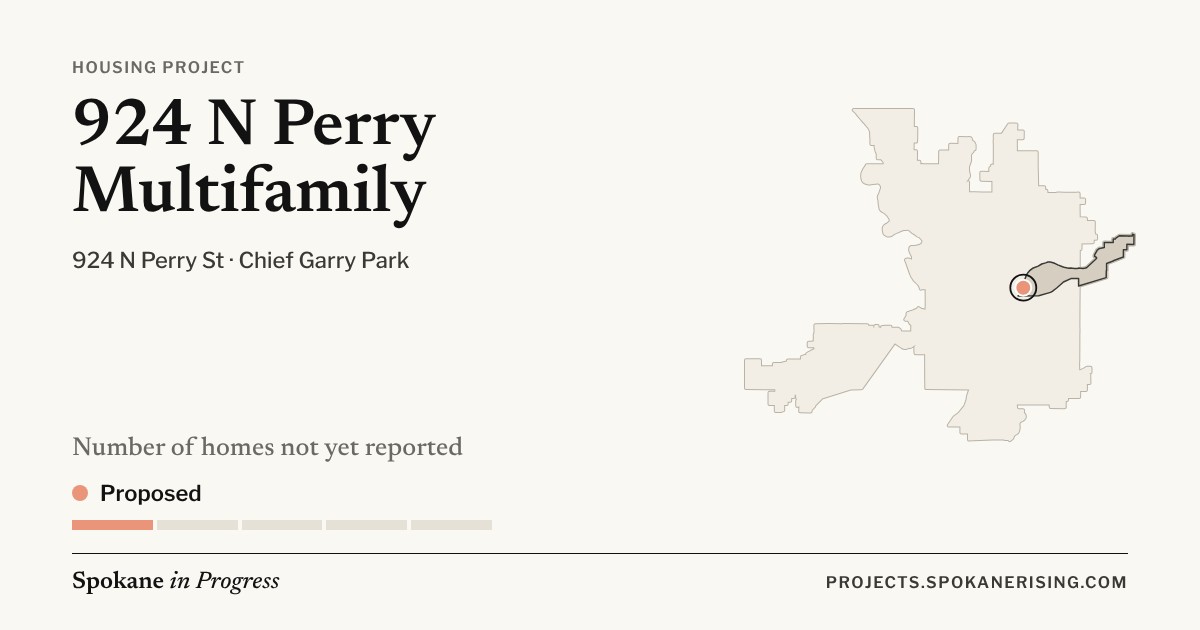 HOUSING PROJECT
924 N Perry
Multifamily
924 N Perry St · Chief Garry Park
Number of homes not yet reported
Proposed
Spokane in Progress
PROJECTS.SPOKANERISING.COM